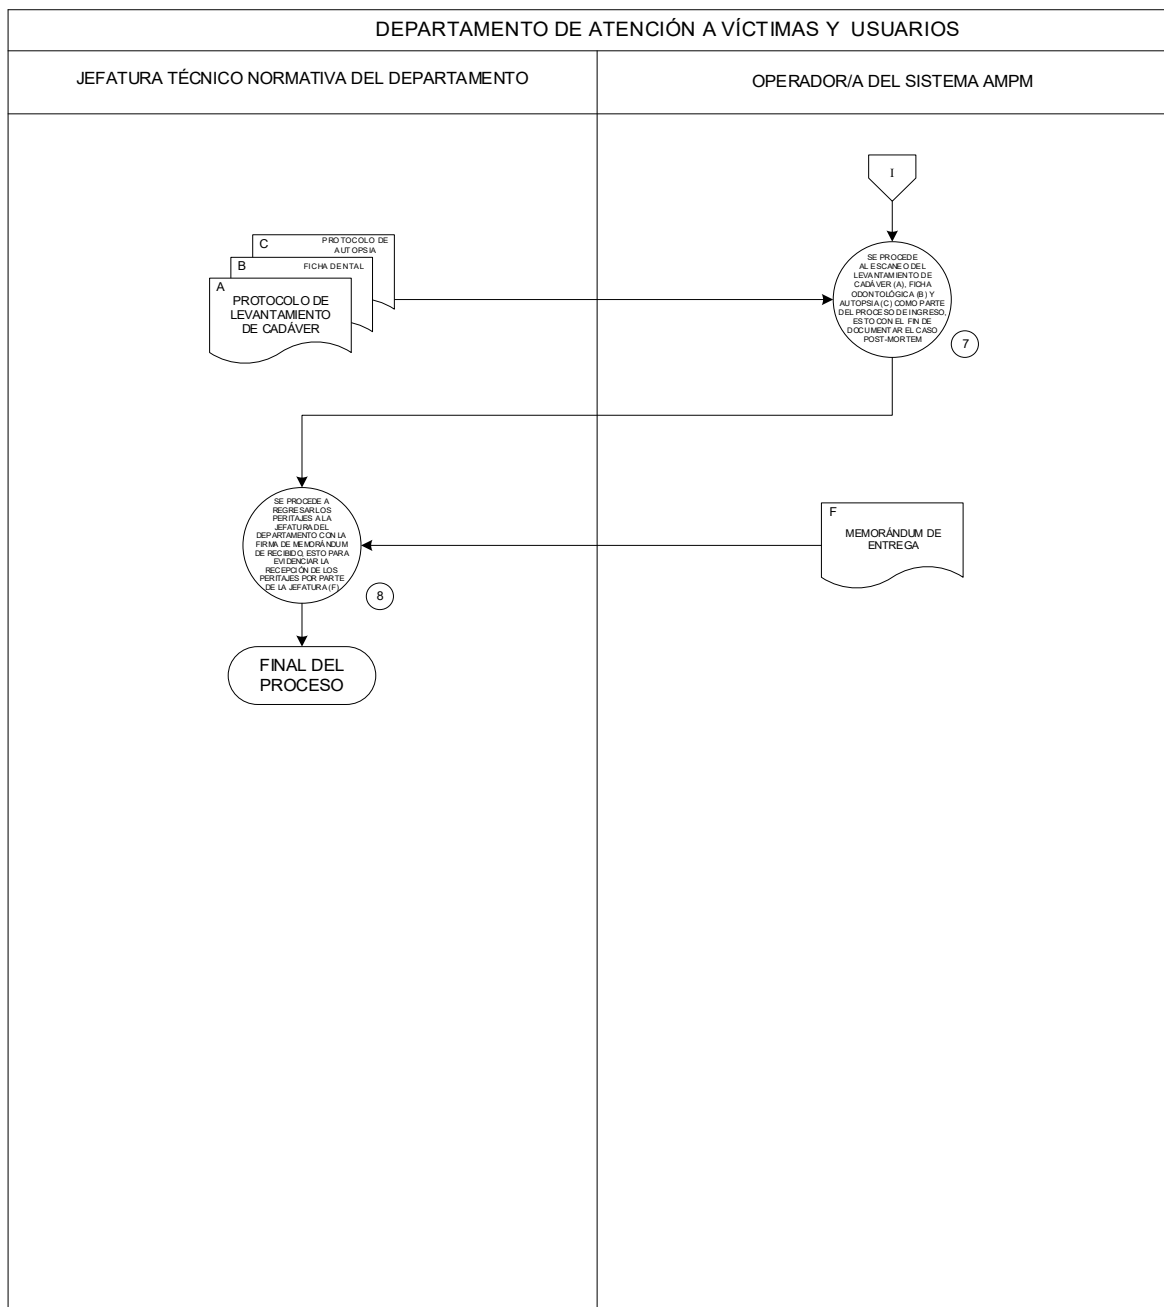 DEPARTAMENTO DE ATENCIÓN A VÍCTIMAS Y USUARIOS
JEFATURA TÉCNICO NORMATIVA DEL DEPARTAMENTO
OPERADOR/A DEL SISTEMA AMPM
I
C
PROTOCOLO DE
AUTOPSIA
B
FICHA DENTAL
A
PROTOCOLO DE
LEVANTAMIENTO
DE CADÁVER
SE PROCEDE
AL ESCANEO DEL
LEVANTAMIENTO DE
CADÁVER (A), FICHA
ODONTOLÓGICA (B) Y
AUTOPSIA (C) COMO PARTE
DEL PROCESO DE INGRESO,
ESTO CON EL FIN DE
DOCUMENTAR EL CASO
POST-MORTEM
7
SE PROCEDE A
REGRESAR LOS
PERITAJES A LA
JEFATURA DEL
DEPARTAMENTO CON LA
FIRMA DE MEMORÁNDUM
DE RECIBIDO, ESTO PARA
EVIDENCIAR LA
RECEPCIÓN DE LOS
PERITAJES POR PARTE
DE LA JEFATURA (F)
8
F
MEMORÁNDUM DE
ENTREGA
FINAL DEL
PROCESO